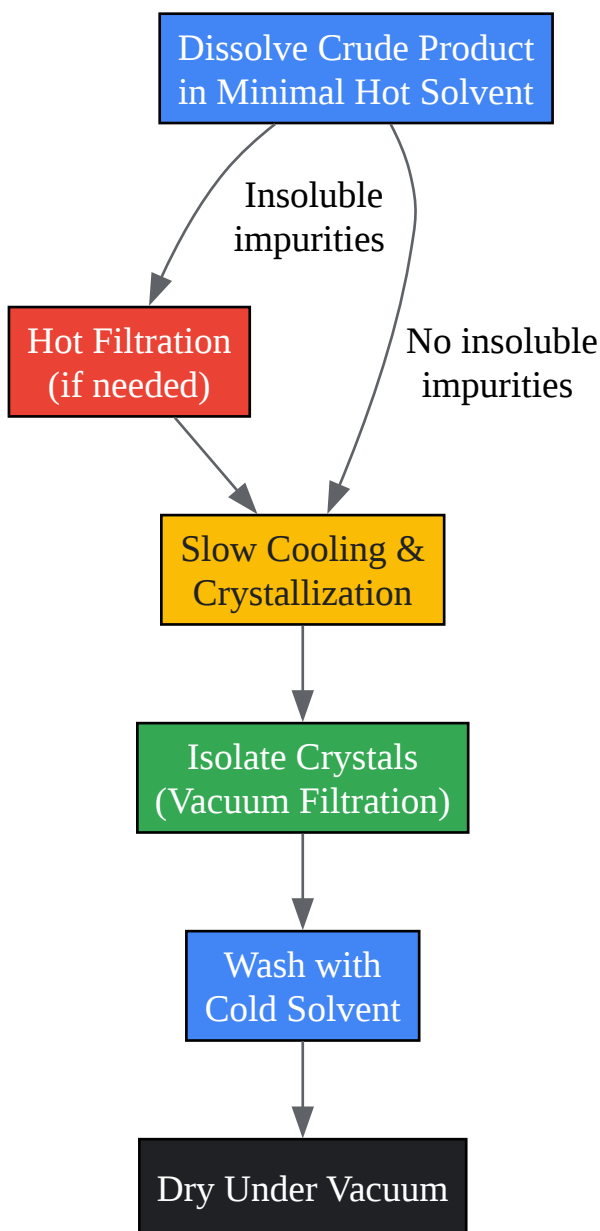 Dissolve Crude Product
in Minimal Hot Solvent
Insoluble
impurities
Hot Filtration
(if needed)
No insoluble
impurities
Slow Cooling &
Crystallization
Isolate Crystals
(Vacuum Filtration)
Wash with
Cold Solvent
Dry Under Vacuum